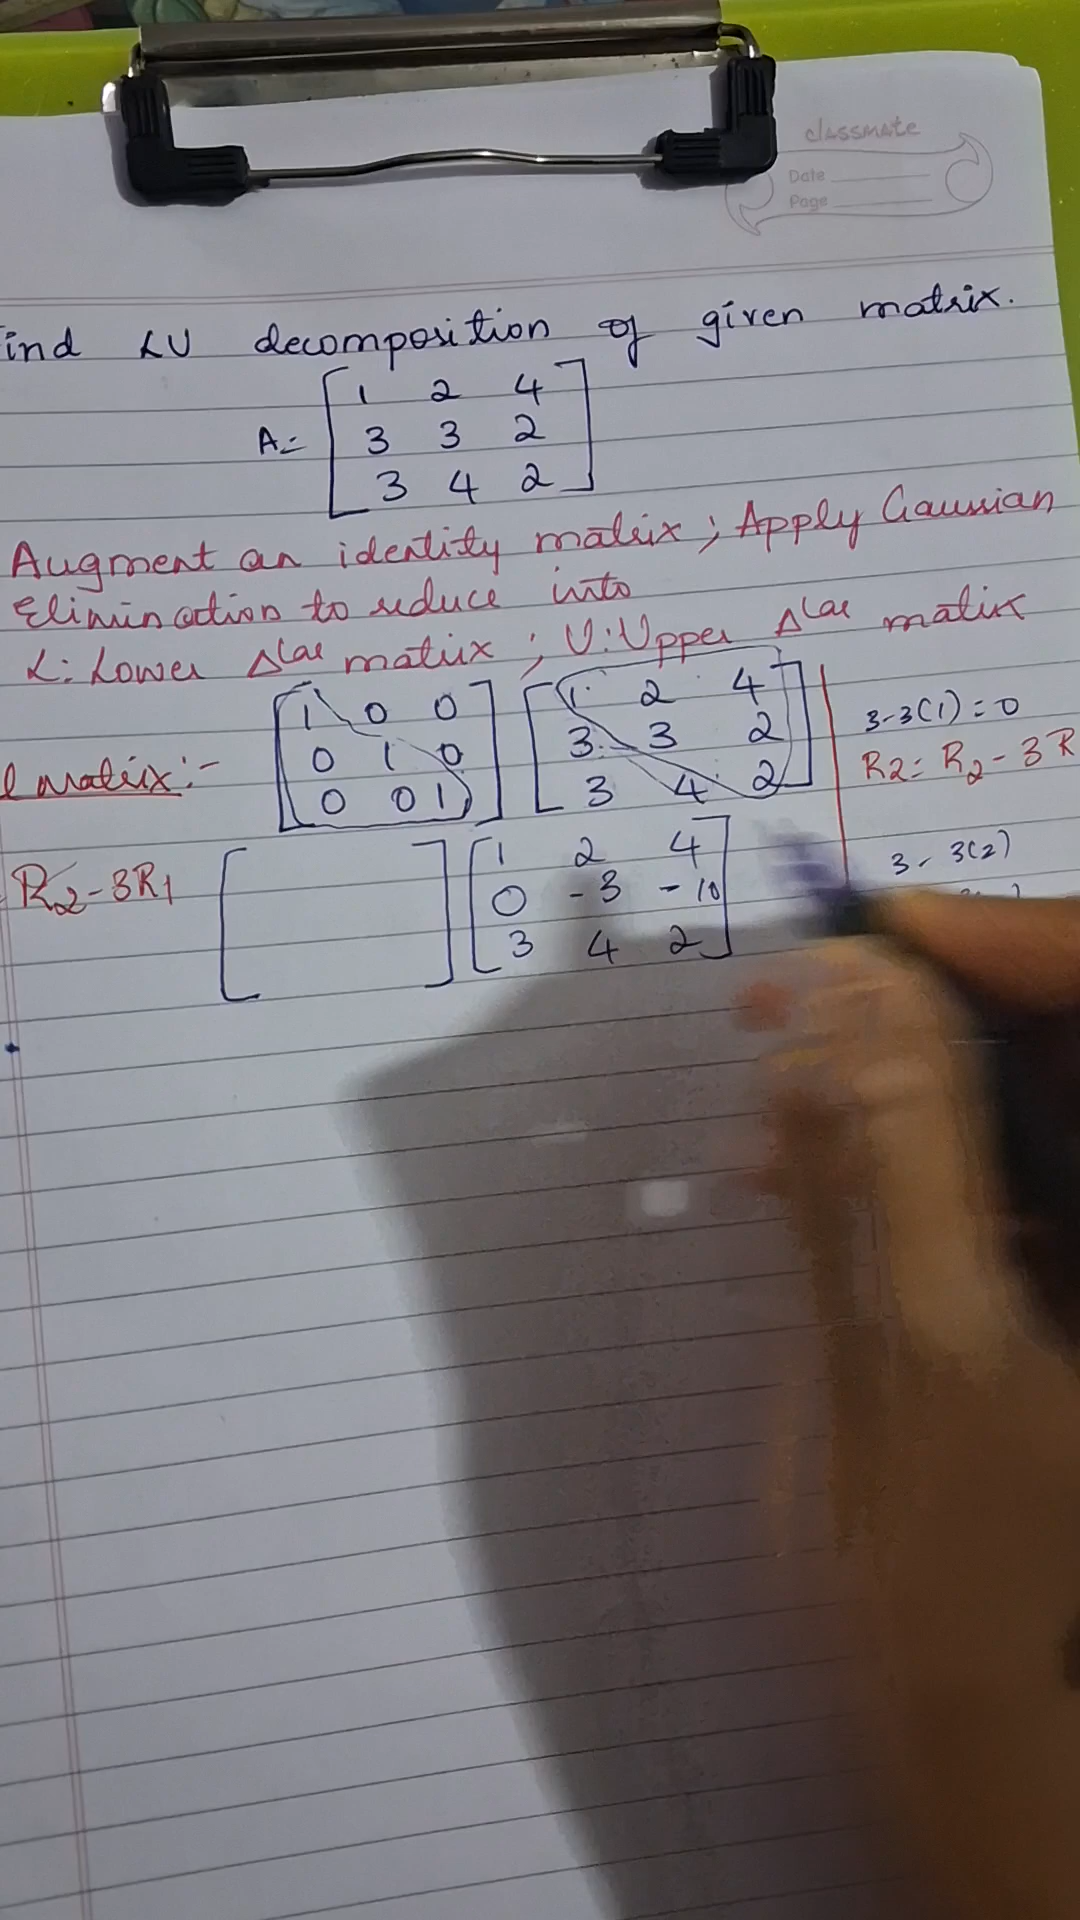 classmate
Date
Page
ind LU decomposition of given matrix.
A= [ 1 2 4
3 3 2
3 4 2 ]
Augment an identity matrix ; Apply Gaussian
Elimination to reduce into
L: Lower Δlar matrix ; U: Upper Δlar matrix
l matrix:- [ 1 0 0 ] [ 1 2 4 ] 3-3(1)=0
0 1 0 3 3 2 R2= R2-3R
0 0 1 3 4 2
R2-3R1 [ ] [ 1 2 4 ] 3-3(2)
0 -3 -10
3 4 2